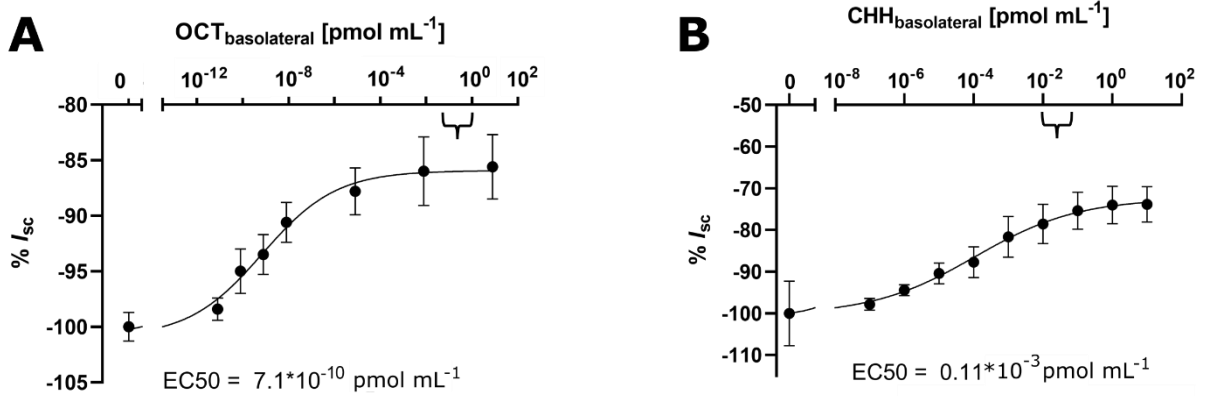 A
OCTbasolateral [pmol mL⁻¹]
0 10⁻¹² 10⁻⁸ 10⁻⁴ 10⁰ 10²
-80
-85
-90
-95
-100
-105
% Isc
EC50 = 7.1*10⁻¹⁰ pmol mL⁻¹
B
CHHbasolateral [pmol mL⁻¹]
0 10⁻⁸ 10⁻⁶ 10⁻⁴ 10⁻² 10⁰ 10²
-50
-60
-70
-80
-90
-100
-110
% Isc
EC50 = 0.11*10⁻³ pmol mL⁻¹